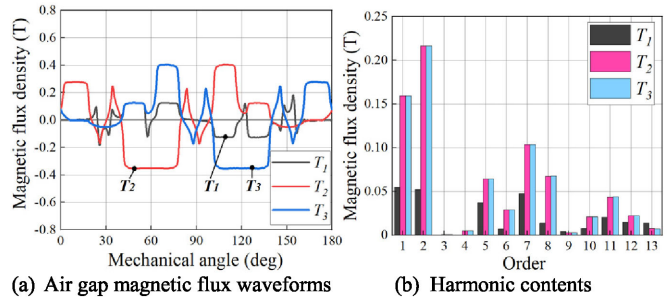 Magnetic flux density (T)
0.8
0.6
0.4
0.2
0.0
-0.2
-0.4
-0.6
-0.8
T1
T2
T3
T2
T1
T3
0 30 60 90 120 150 180
Mechanical angle (deg)
(a) Air gap magnetic flux waveforms
Magnetic flux density (T)
0.25
0.20
0.15
0.10
0.05
0.00
T1
T2
T3
1 2 3 4 5 6 7 8 9 10 11 12 13
Order
(b) Harmonic contents